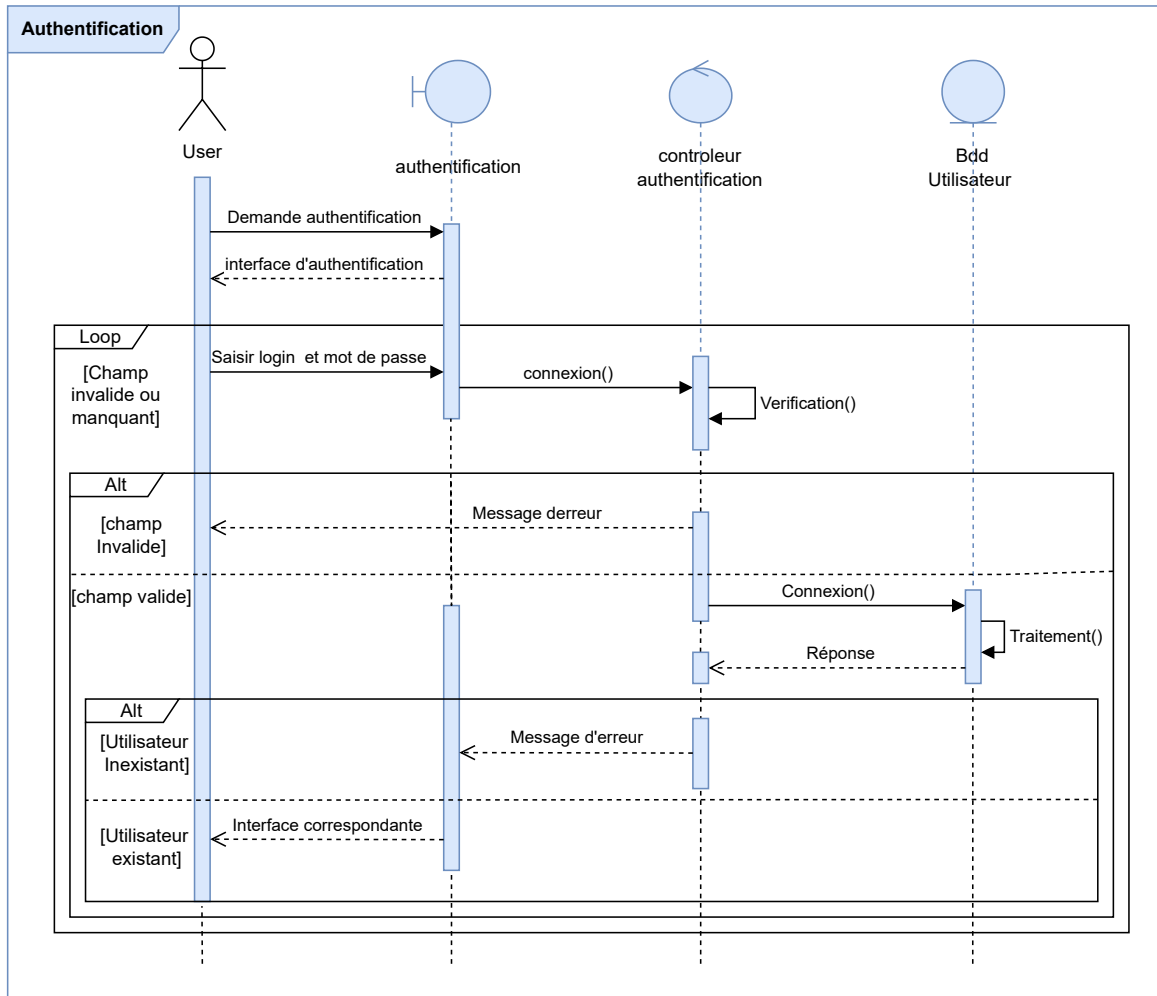 Authentification
User
authentification
controleur
authentification
Bdd
Utilisateur
Demande authentification
interface d'authentification
Loop
[Champ
invalide ou
manquant]
Saisir login  et mot de passe
connexion()
Verification()
Alt
[champ
Invalide]
Message derreur
[champ valide]
Connexion()
Traitement()
Réponse
Alt
[Utilisateur
Inexistant]
Message d'erreur
[Utilisateur
existant]
Interface correspondante